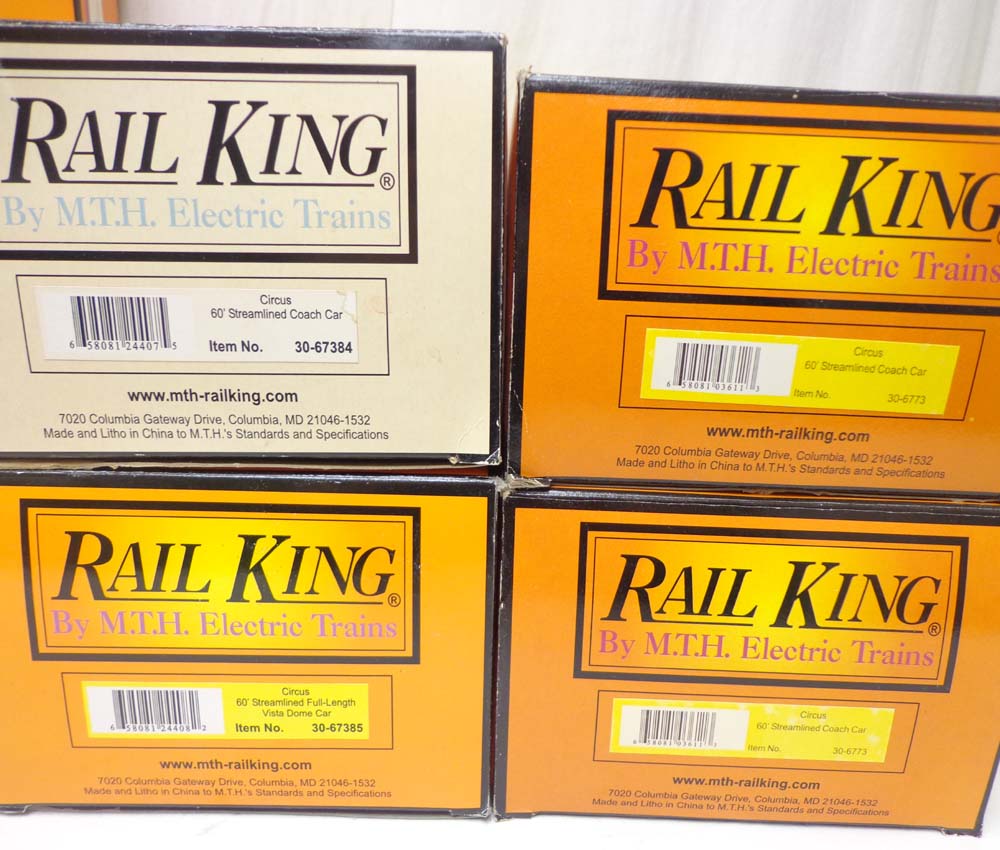 RAIL KING®
By M.T.H. Electric Trains
Circus
60' Streamlined Coach Car
6 58081 24407 5
Item No. 30-67384
www.mth-railking.com
7020 Columbia Gateway Drive, Columbia, MD 21046-1532
Made and Litho in China to M.T.H.'s Standards and Specifications
RAIL KING
By M.T.H. Electric Trains
Circus
60' Streamlined Coach Car
6 58081 03611 3
Item No. 30-6773
www.mth-railking.com
7020 Columbia Gateway Drive, Columbia, MD 21046-1532
Made and Litho in China to M.T.H.'s Standards and Specifications
RAIL KING®
By M.T.H. Electric Trains
Circus
60' Streamlined Full-Length
Vista Dome Car
6 58081 24408 2
Item No. 30-67385
www.mth-railking.com
7020 Columbia Gateway Drive, Columbia, MD 21046-1532
Made and Litho in China to M.T.H.'s Standards and Specifications
RAIL KING®
By M.T.H. Electric Trains
Circus
60' Streamlined Coach Car
6 58081 03611 3
Item No. 30-6773
www.mth-railking.com
7020 Columbia Gateway Drive, Columbia, MD 21046-1532
Made and Litho in China to M.T.H.'s Standards and Specifications